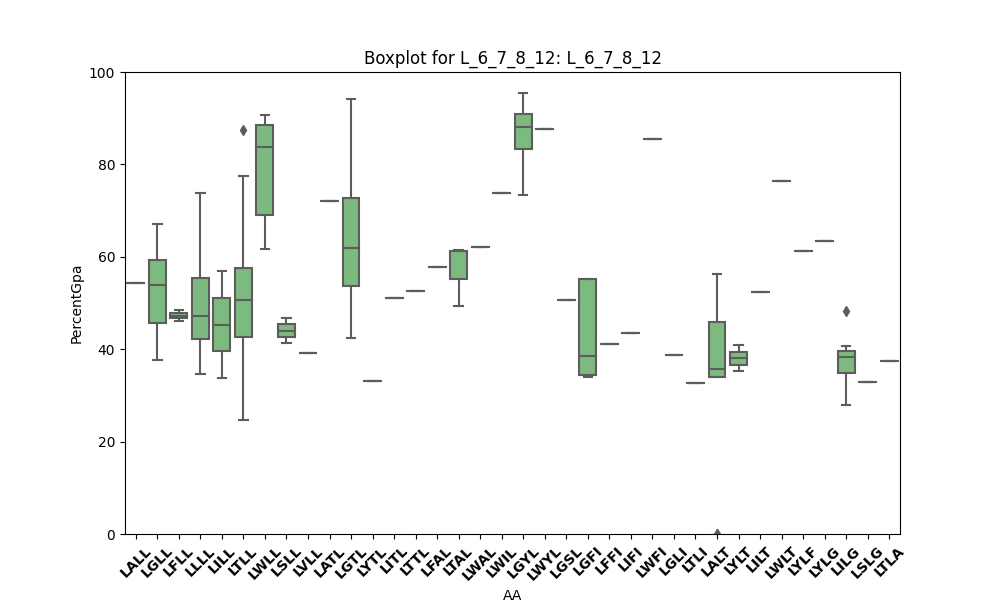 Boxplot for L_6_7_8_12: L_6_7_8_12
PercentGpa
100
80
60
40
20
0
LALL LGLL LFLL LLLL LILL LTLL LWLL LSLL LVLL LATL LGTL LYTL LITL LTTL LFAL LTAL LWAL LWIL LGYL LWYL LGSL LGFI LFFI LIFI LWFI LGLI LTLI LALT LYLT LILT LWLT LYLF LYLG LILG LSLG LTLA
AA